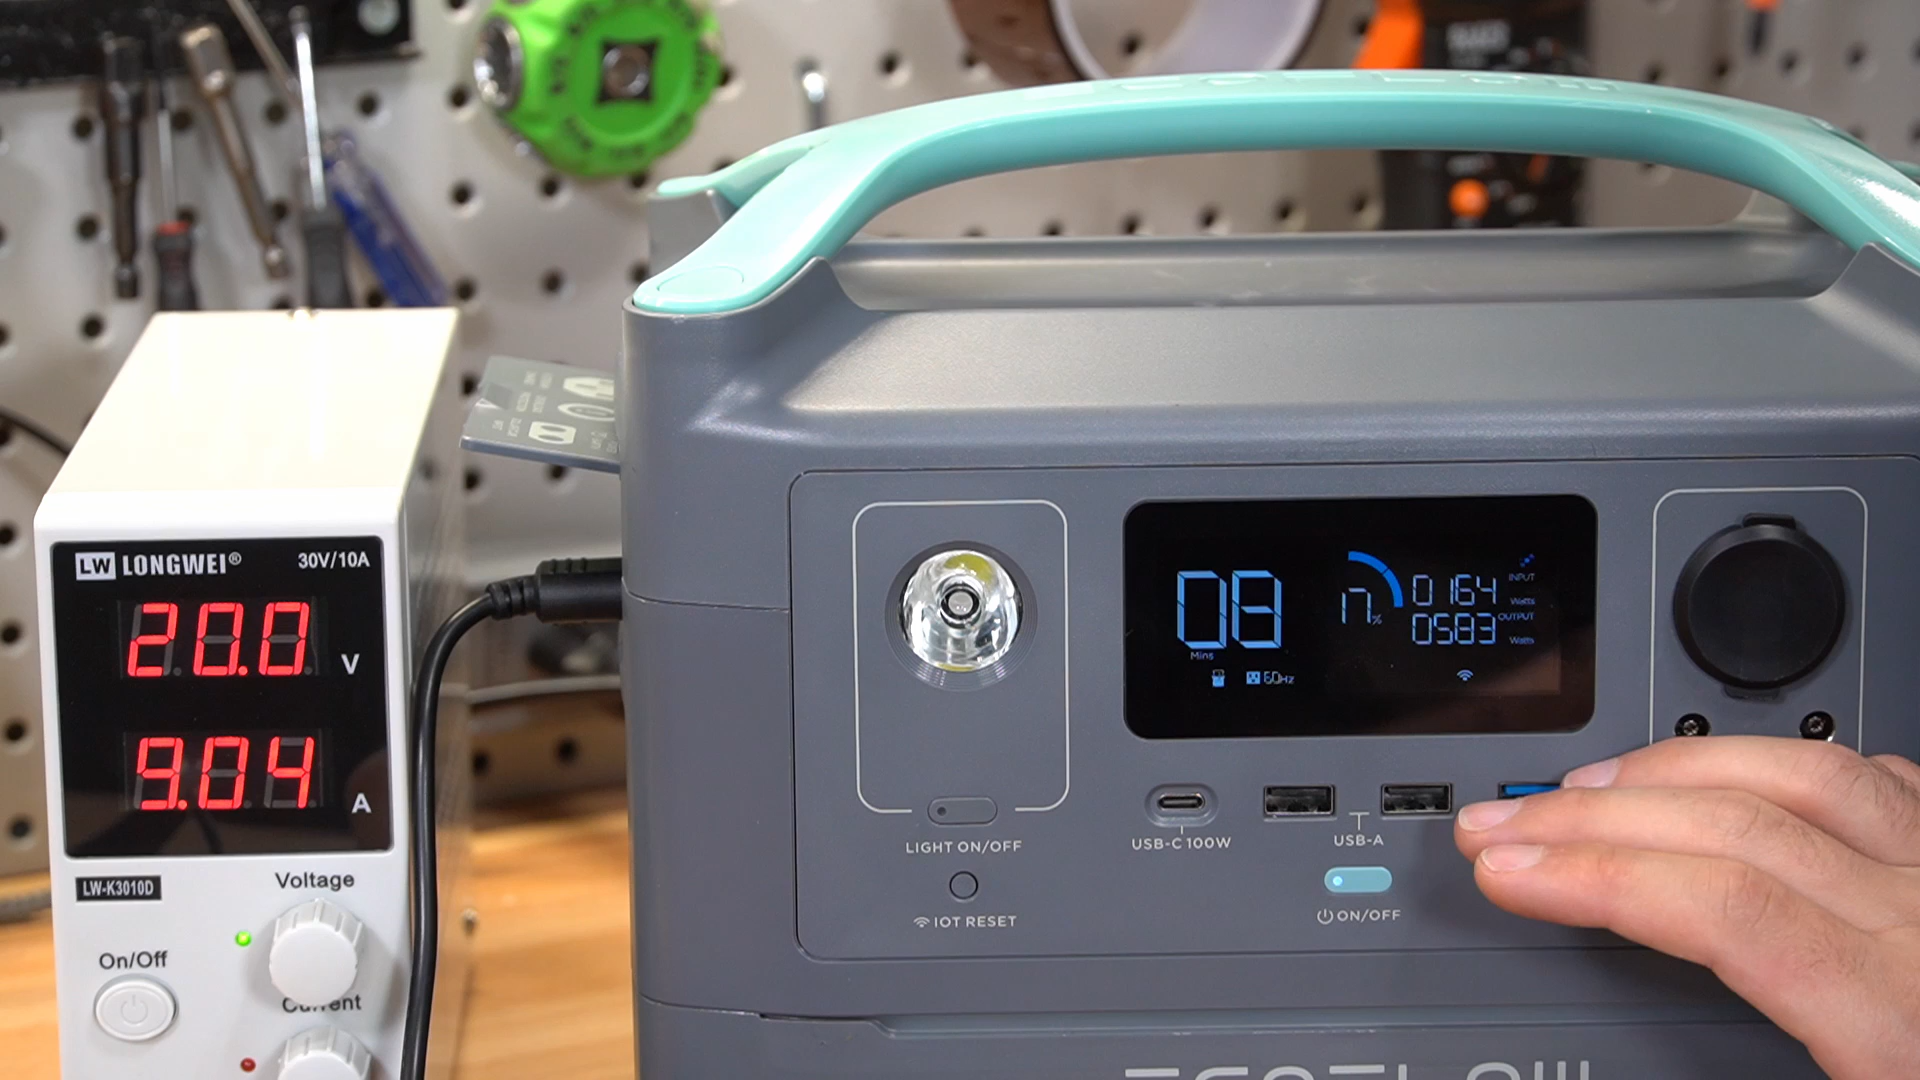 LW LONGWEI® 30V/10A
20.0 V
9.04 A
LW-K3010D
Voltage
On/Off
Current
08
Mins
60Hz
17%
0164
INPUT
Watts
0583
OUTPUT
Watts
LIGHT ON/OFF
IOT RESET
USB-C 100W
USB-A
ON/OFF